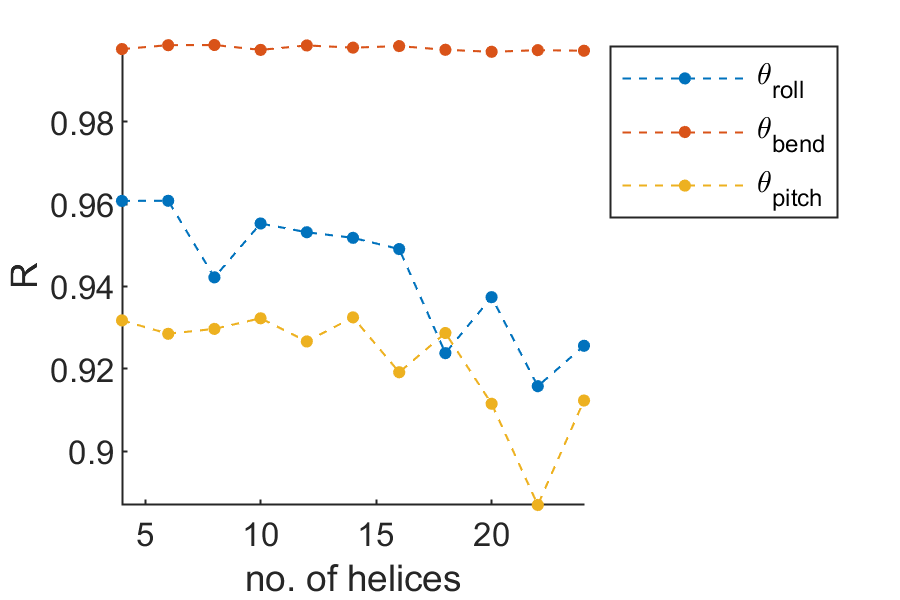 0.98
0.96
0.94
0.92
0.9
R
5 10 15 20
no. of helices
θroll
θbend
θpitch